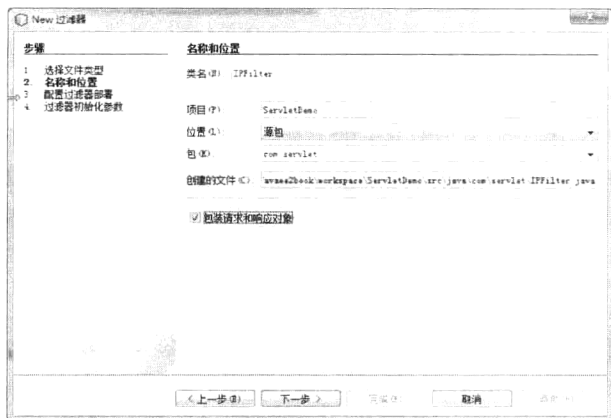 New 过滤器
步骤
1. 选择文件类型
2. 名称和位置
3 配置过滤器部署
4. 过滤器初始化参数
名称和位置
类名(N) IPFilter
项目(P) ServletDemo
位置(L): 源包
包(K) com servlet
创建的文件(C): avaee2book\workspace\ServletDemo\src\java\com\servlet\IPFilter java
包装请求和响应对象
<上一步(B) 下一步> 取消